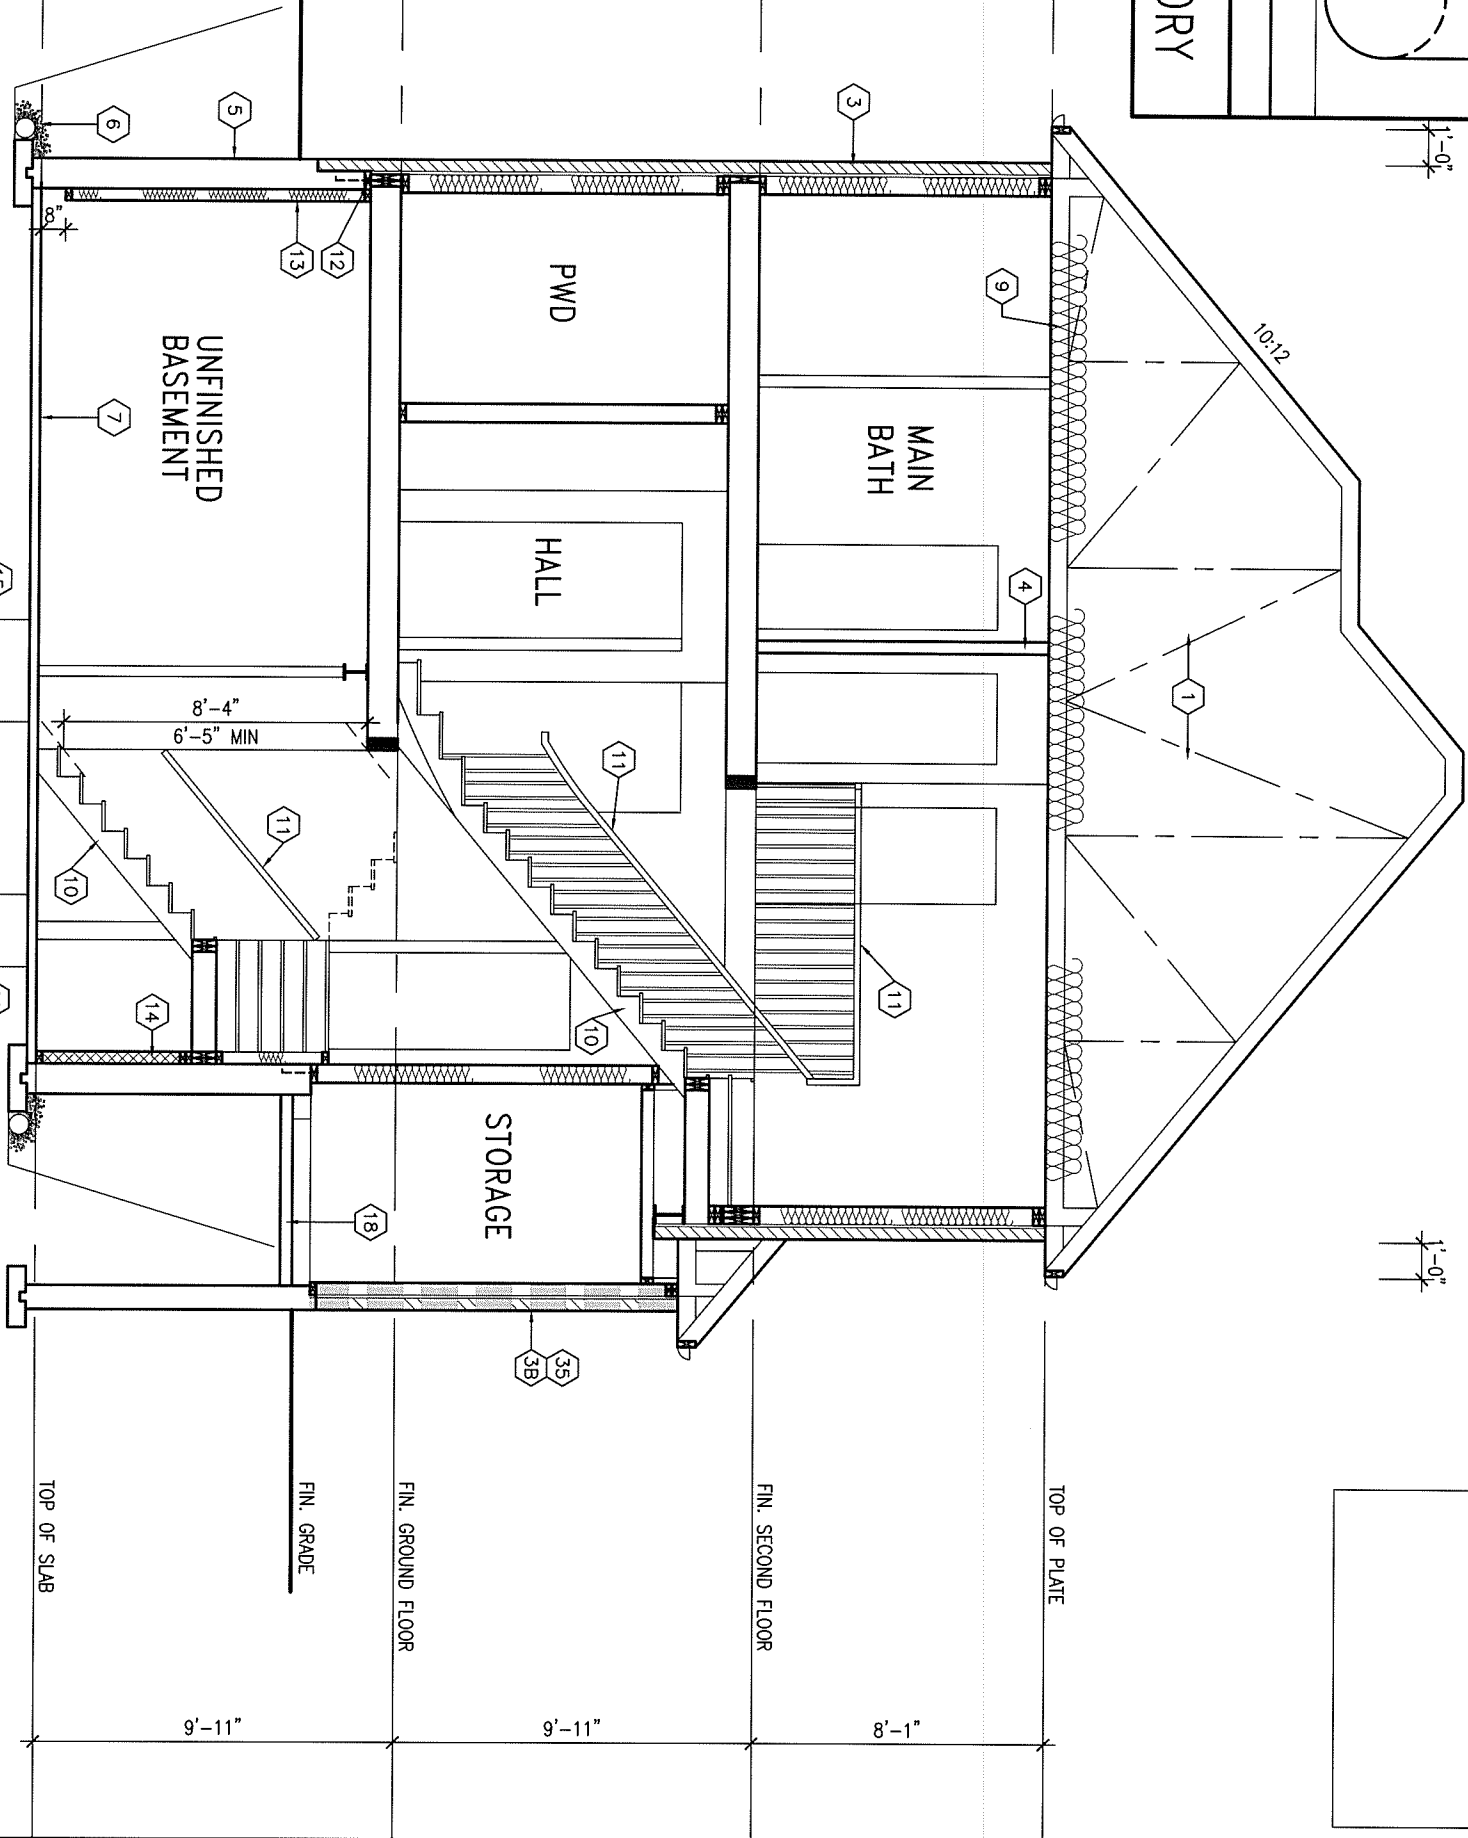 ORY
1'-0"
10:12
1
9
4
3
MAIN
BATH
11
PWD
HALL
11
10
STORAGE
3B
35
12
13
5
6
8"
UNFINISHED
BASEMENT
7
8'-4"
6'-5" MIN
11
10
14
18
1'-0"
TOP OF PLATE
FIN. SECOND FLOOR
FIN. GROUND FLOOR
FIN. GRADE
TOP OF SLAB
8'-1"
9'-11"
9'-11"